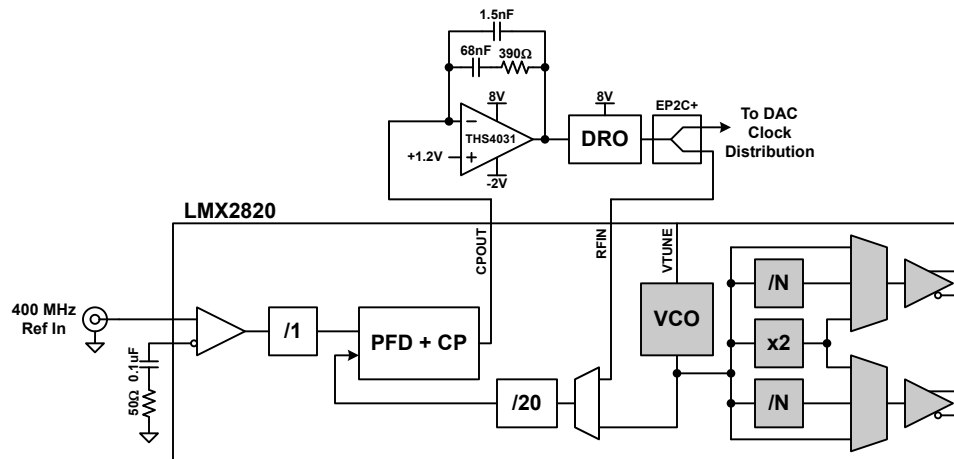 1.5nF
68nF
390Ω
8V
THS4031
+1.2V
-2V
8V
DRO
EP2C+
To DAC
Clock
Distribution
LMX2820
CPOUT
RFIN
VTUNE
400 MHz
Ref In
50Ω 0.1uF
/1
PFD + CP
/20
VCO
/N
x2
/N